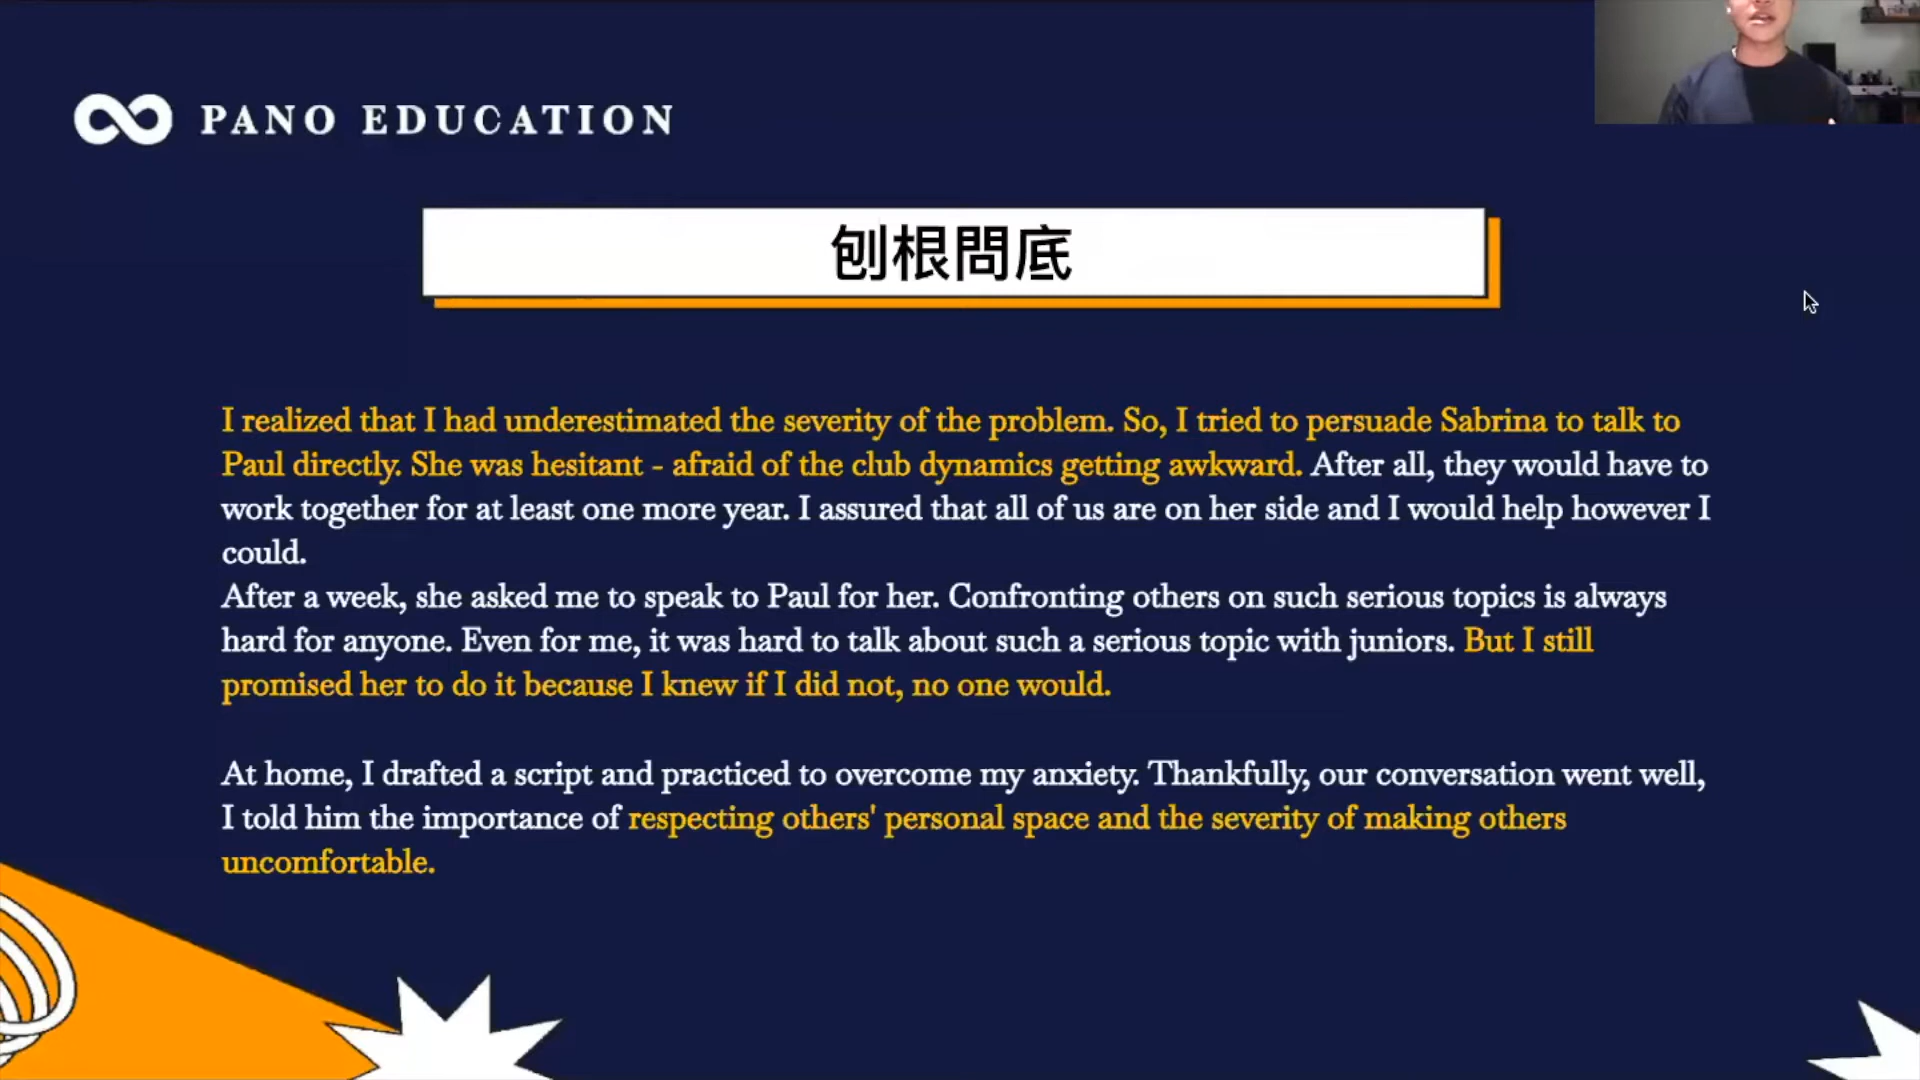 PANO EDUCATION
刨根問底
I realized that I had underestimated the severity of the problem. So, I tried to persuade Sabrina to talk to
Paul directly. She was hesitant - afraid of the club dynamics getting awkward. After all, they would have to
work together for at least one more year. I assured that all of us are on her side and I would help however I
could.
After a week, she asked me to speak to Paul for her. Confronting others on such serious topics is always
hard for anyone. Even for me, it was hard to talk about such a serious topic with juniors. But I still
promised her to do it because I knew if I did not, no one would.
At home, I drafted a script and practiced to overcome my anxiety. Thankfully, our conversation went well,
I told him the importance of respecting others' personal space and the severity of making others
uncomfortable.